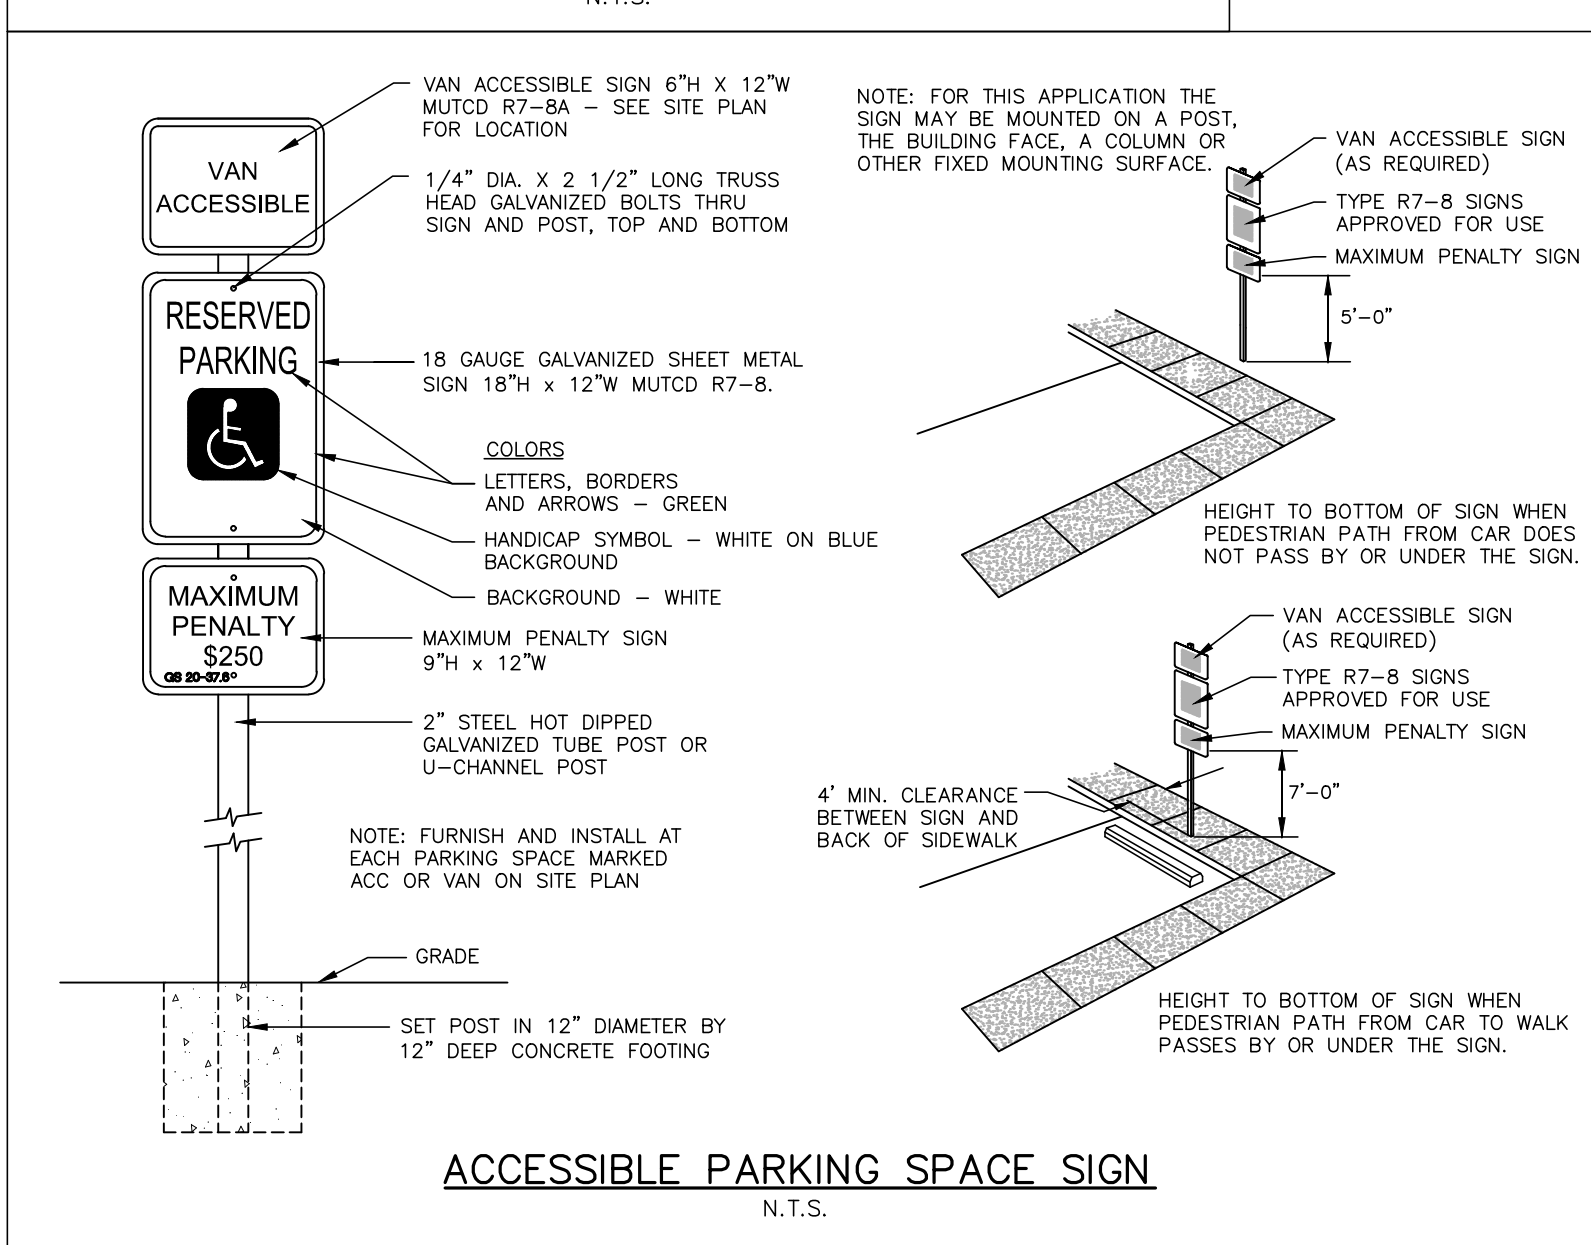 N.T.S.
VAN ACCESSIBLE SIGN 6”H X 12”W
MUTCD R7–8A – SEE SITE PLAN
FOR LOCATION
1/4” DIA. X 2 1/2” LONG TRUSS
HEAD GALVANIZED BOLTS THRU
SIGN AND POST, TOP AND BOTTOM
VAN
ACCESSIBLE
RESERVED
PARKING
18 GAUGE GALVANIZED SHEET METAL
SIGN 18”H x 12”W MUTCD R7–8.
COLORS
LETTERS, BORDERS
AND ARROWS – GREEN
HANDICAP SYMBOL – WHITE ON BLUE
BACKGROUND
BACKGROUND – WHITE
MAXIMUM
PENALTY
$250
GS 20-37.6°
MAXIMUM PENALTY SIGN
9”H x 12”W
2” STEEL HOT DIPPED
GALVANIZED TUBE POST OR
U–CHANNEL POST
NOTE: FURNISH AND INSTALL AT
EACH PARKING SPACE MARKED
ACC OR VAN ON SITE PLAN
GRADE
SET POST IN 12” DIAMETER BY
12” DEEP CONCRETE FOOTING
NOTE: FOR THIS APPLICATION THE
SIGN MAY BE MOUNTED ON A POST,
THE BUILDING FACE, A COLUMN OR
OTHER FIXED MOUNTING SURFACE.
VAN ACCESSIBLE SIGN
(AS REQUIRED)
TYPE R7–8 SIGNS
APPROVED FOR USE
MAXIMUM PENALTY SIGN
5’–0”
HEIGHT TO BOTTOM OF SIGN WHEN
PEDESTRIAN PATH FROM CAR DOES
NOT PASS BY OR UNDER THE SIGN.
VAN ACCESSIBLE SIGN
(AS REQUIRED)
TYPE R7–8 SIGNS
APPROVED FOR USE
MAXIMUM PENALTY SIGN
7’–0”
4’ MIN. CLEARANCE
BETWEEN SIGN AND
BACK OF SIDEWALK
HEIGHT TO BOTTOM OF SIGN WHEN
PEDESTRIAN PATH FROM CAR TO WALK
PASSES BY OR UNDER THE SIGN.
ACCESSIBLE PARKING SPACE SIGN
N.T.S.